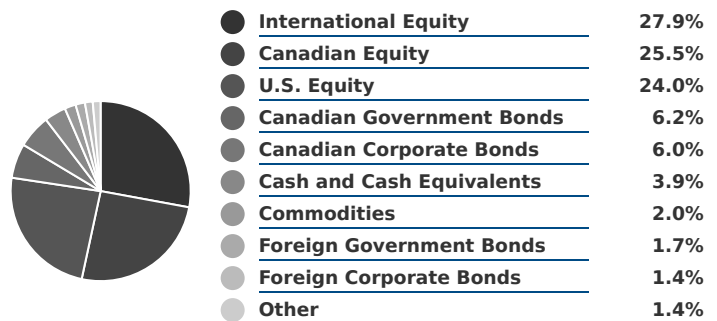 International Equity 27.9%
Canadian Equity 25.5%
U.S. Equity 24.0%
Canadian Government Bonds 6.2%
Canadian Corporate Bonds 6.0%
Cash and Cash Equivalents 3.9%
Commodities 2.0%
Foreign Government Bonds 1.7%
Foreign Corporate Bonds 1.4%
Other 1.4%